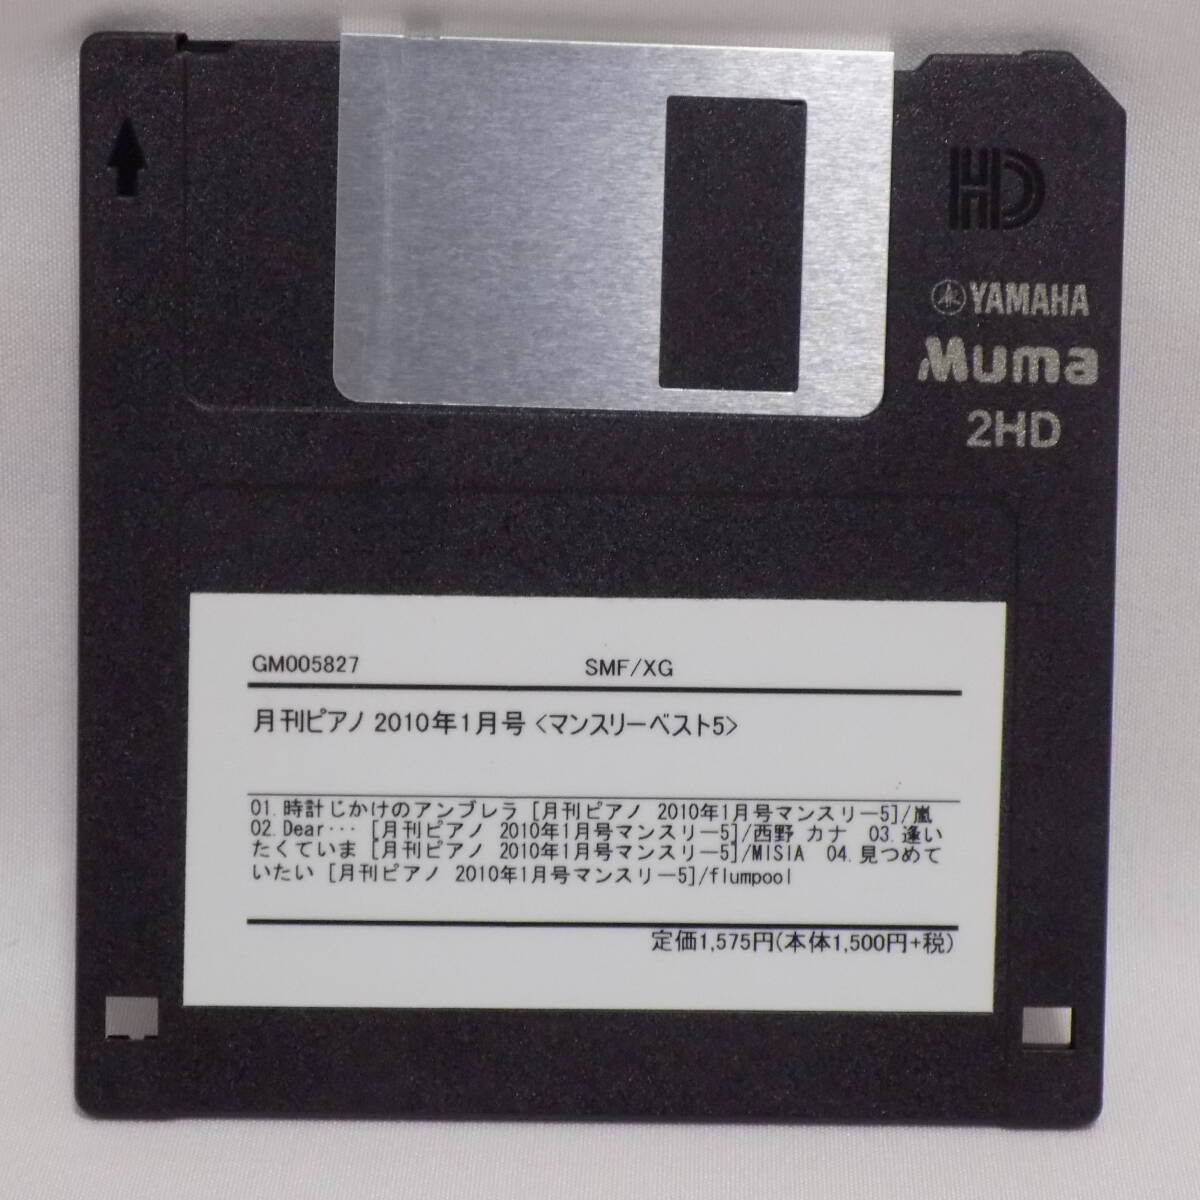 HD
YAMAHA
Muma
2HD
GM005827 SMF/XG
月刊ピアノ 2010年1月号 <マンスリーベスト5>
01. 時計じかけのアンブレラ [月刊ピアノ 2010年1月号マンスリー5]/嵐
02. Dear… [月刊ピアノ 2010年1月号マンスリー5]/西野 カナ 03. 逢い
たくていま [月刊ピアノ 2010年1月号マンスリー5]/MISIA 04. 見つめて
いたい [月刊ピアノ 2010年1月号マンスリー5]/flumpool
定価1,575円(本体1,500円+税)